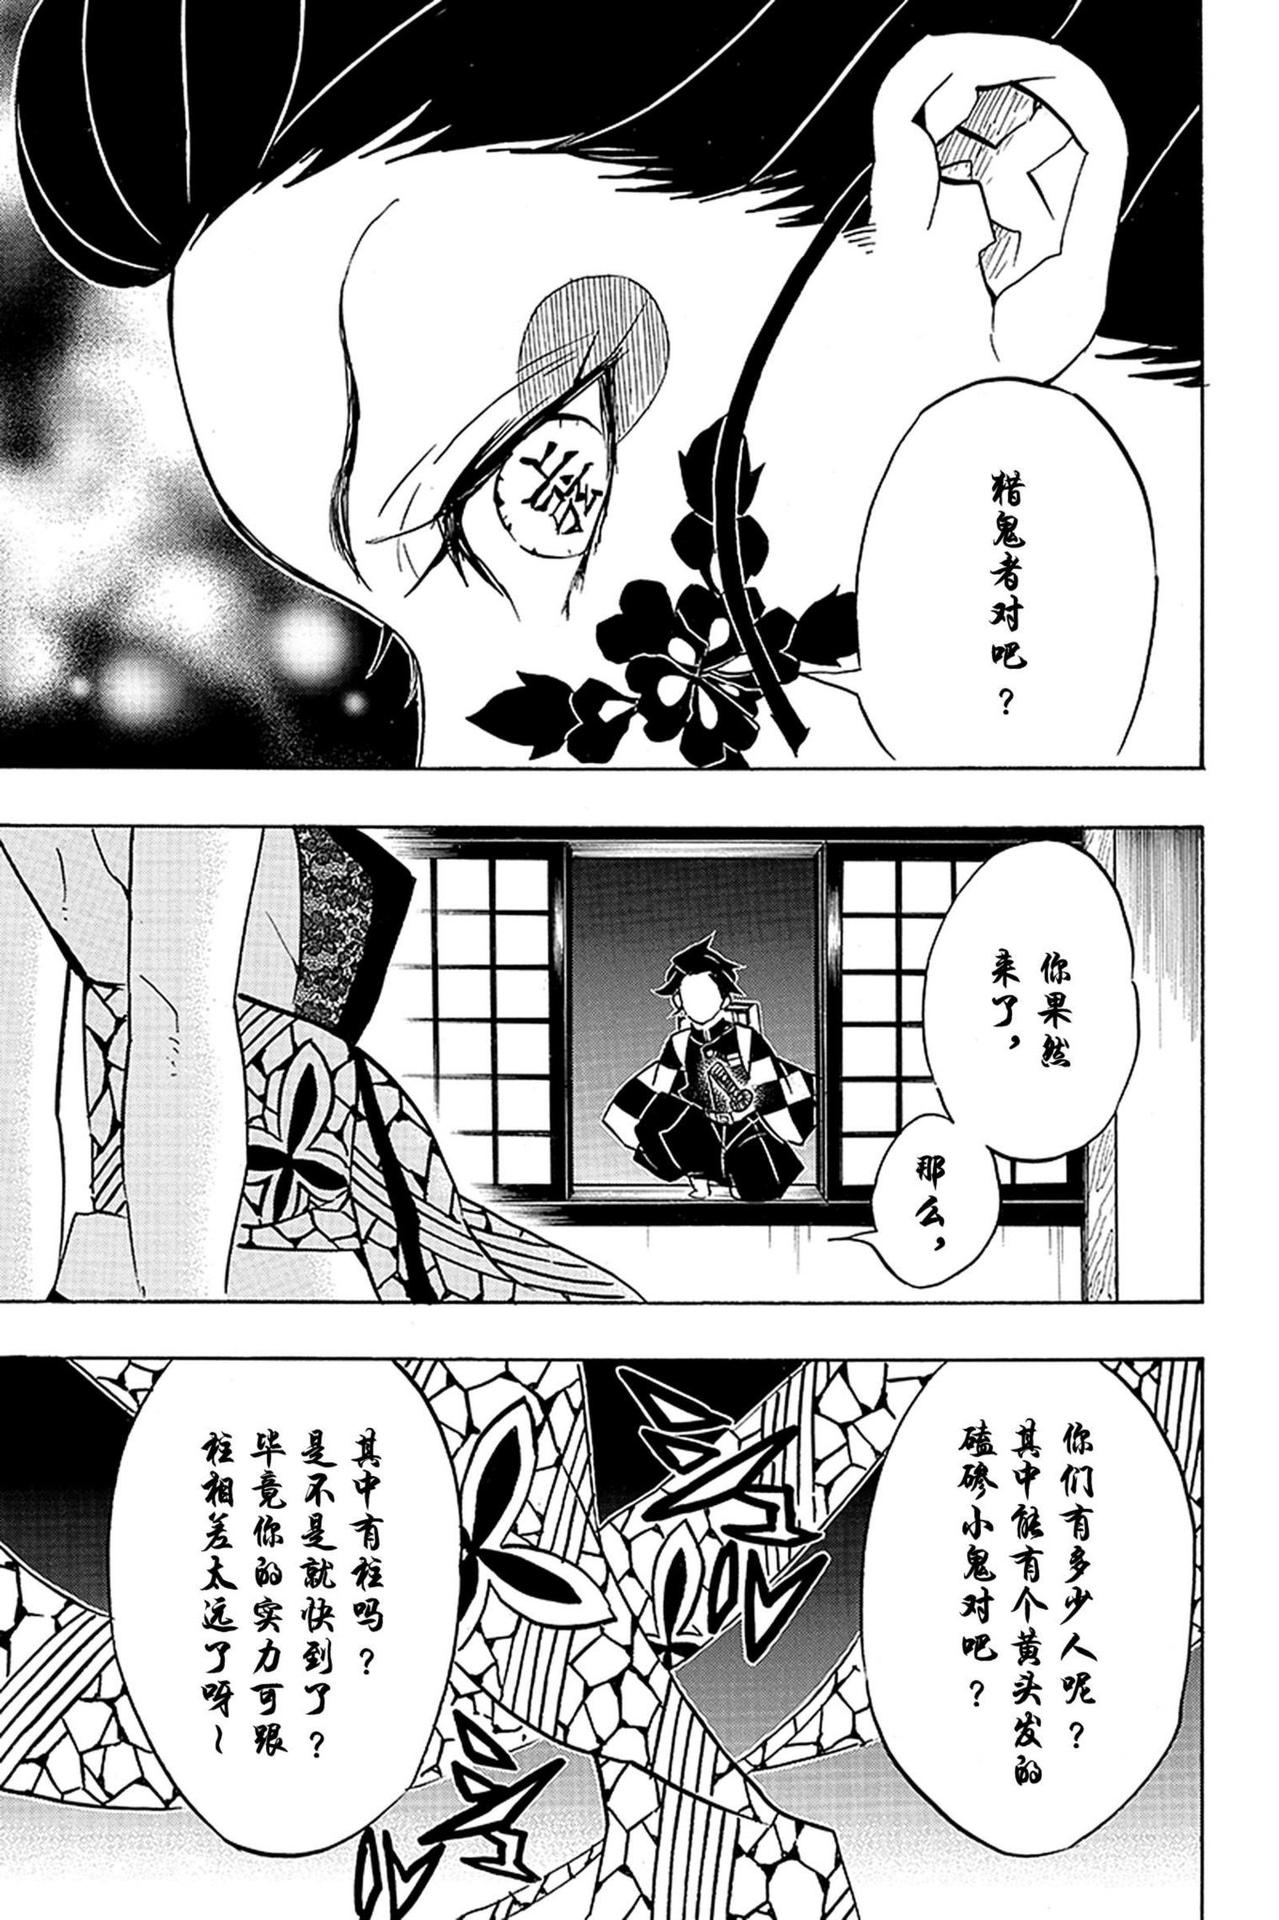 猎鬼者对吧？
你果然
来了，
那么，
你们有多少人呢？
其中能有个黄头发的
磕碜小鬼对吧？
其中有柱吗？
是不是就快到了？
毕竟你的实力可跟
柱相差太远了呀～